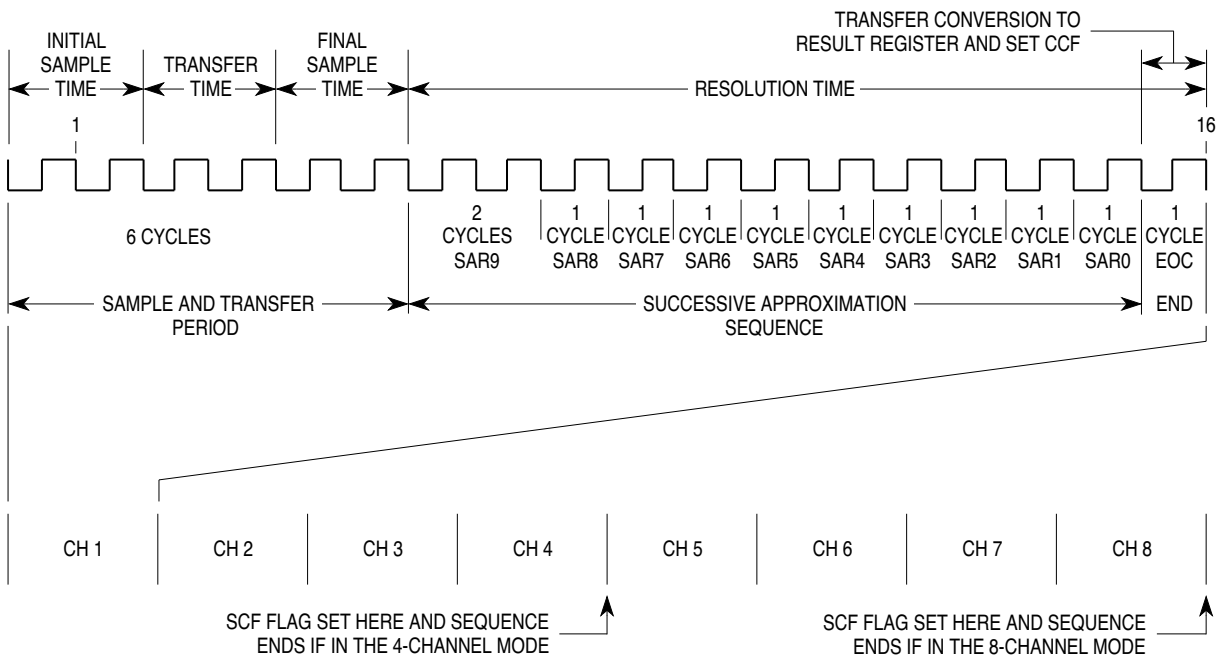 TRANSFER CONVERSION TO
RESULT REGISTER AND SET CCF
INITIAL
SAMPLE
TIME
TRANSFER
TIME
FINAL
SAMPLE
TIME
RESOLUTION TIME
1
16
6 CYCLES
2
CYCLES
SAR9
1
CYCLE
SAR8
1
CYCLE
SAR7
1
CYCLE
SAR6
1
CYCLE
SAR5
1
CYCLE
SAR4
1
CYCLE
SAR3
1
CYCLE
SAR2
1
CYCLE
SAR1
1
CYCLE
SAR0
1
CYCLE
EOC
SAMPLE AND TRANSFER
PERIOD
SUCCESSIVE APPROXIMATION
SEQUENCE
END
CH 1
CH 2
CH 3
CH 4
CH 5
CH 6
CH 7
CH 8
SCF FLAG SET HERE AND SEQUENCE
ENDS IF IN THE 4-CHANNEL MODE
SCF FLAG SET HERE AND SEQUENCE
ENDS IF IN THE 8-CHANNEL MODE